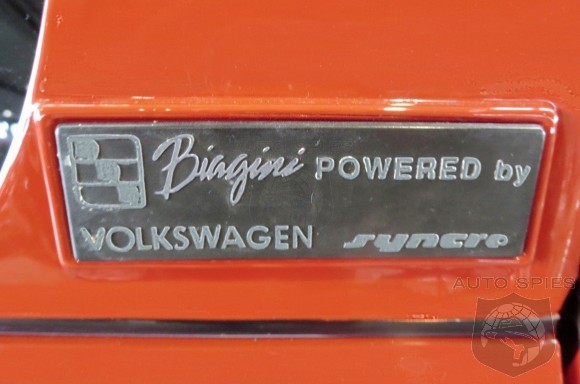 Biagini POWERED by
VOLKSWAGEN syncro
AUTO SPIES